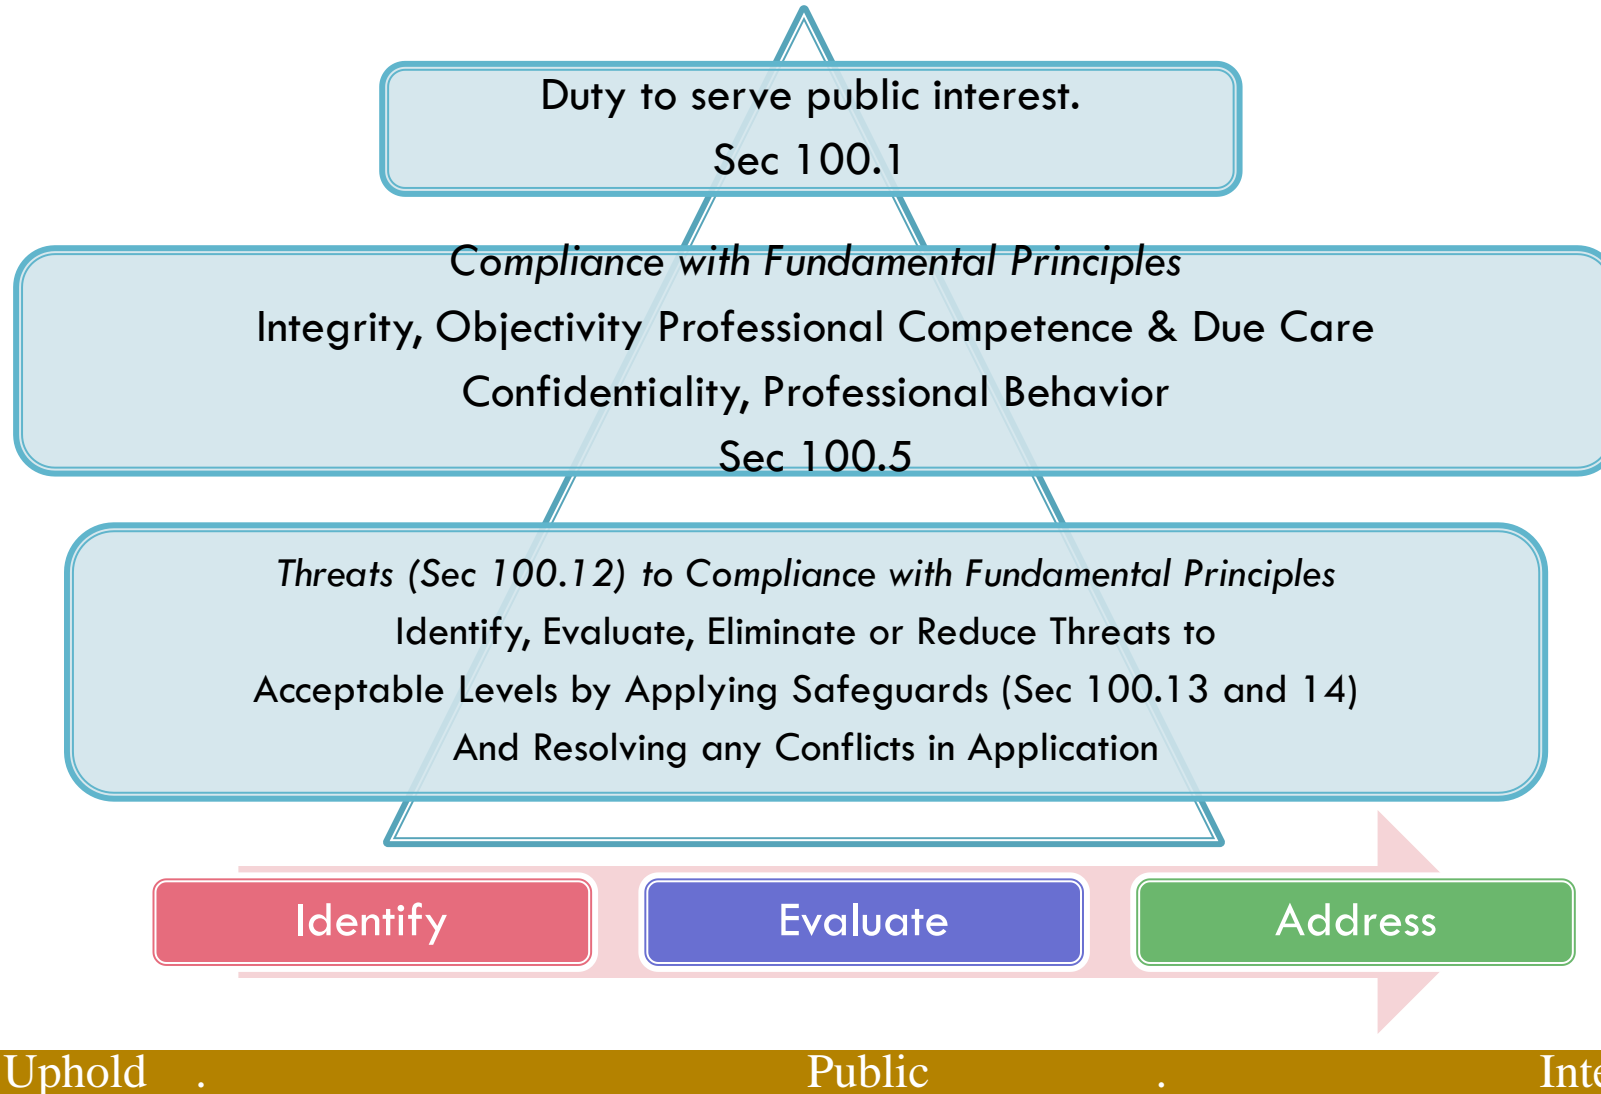 Duty to serve public interest.
Sec 100.1
Compliance with Fundamental Principles
Integrity, Objectivity Professional Competence & Due Care
Confidentiality, Professional Behavior
Sec 100.5
Threats (Sec 100.12) to Compliance with Fundamental Principles
Identify, Evaluate, Eliminate or Reduce Threats to
Acceptable Levels by Applying Safeguards (Sec 100.13 and 14)
And Resolving any Conflicts in Application
Identify Evaluate Address
Uphold . Public .